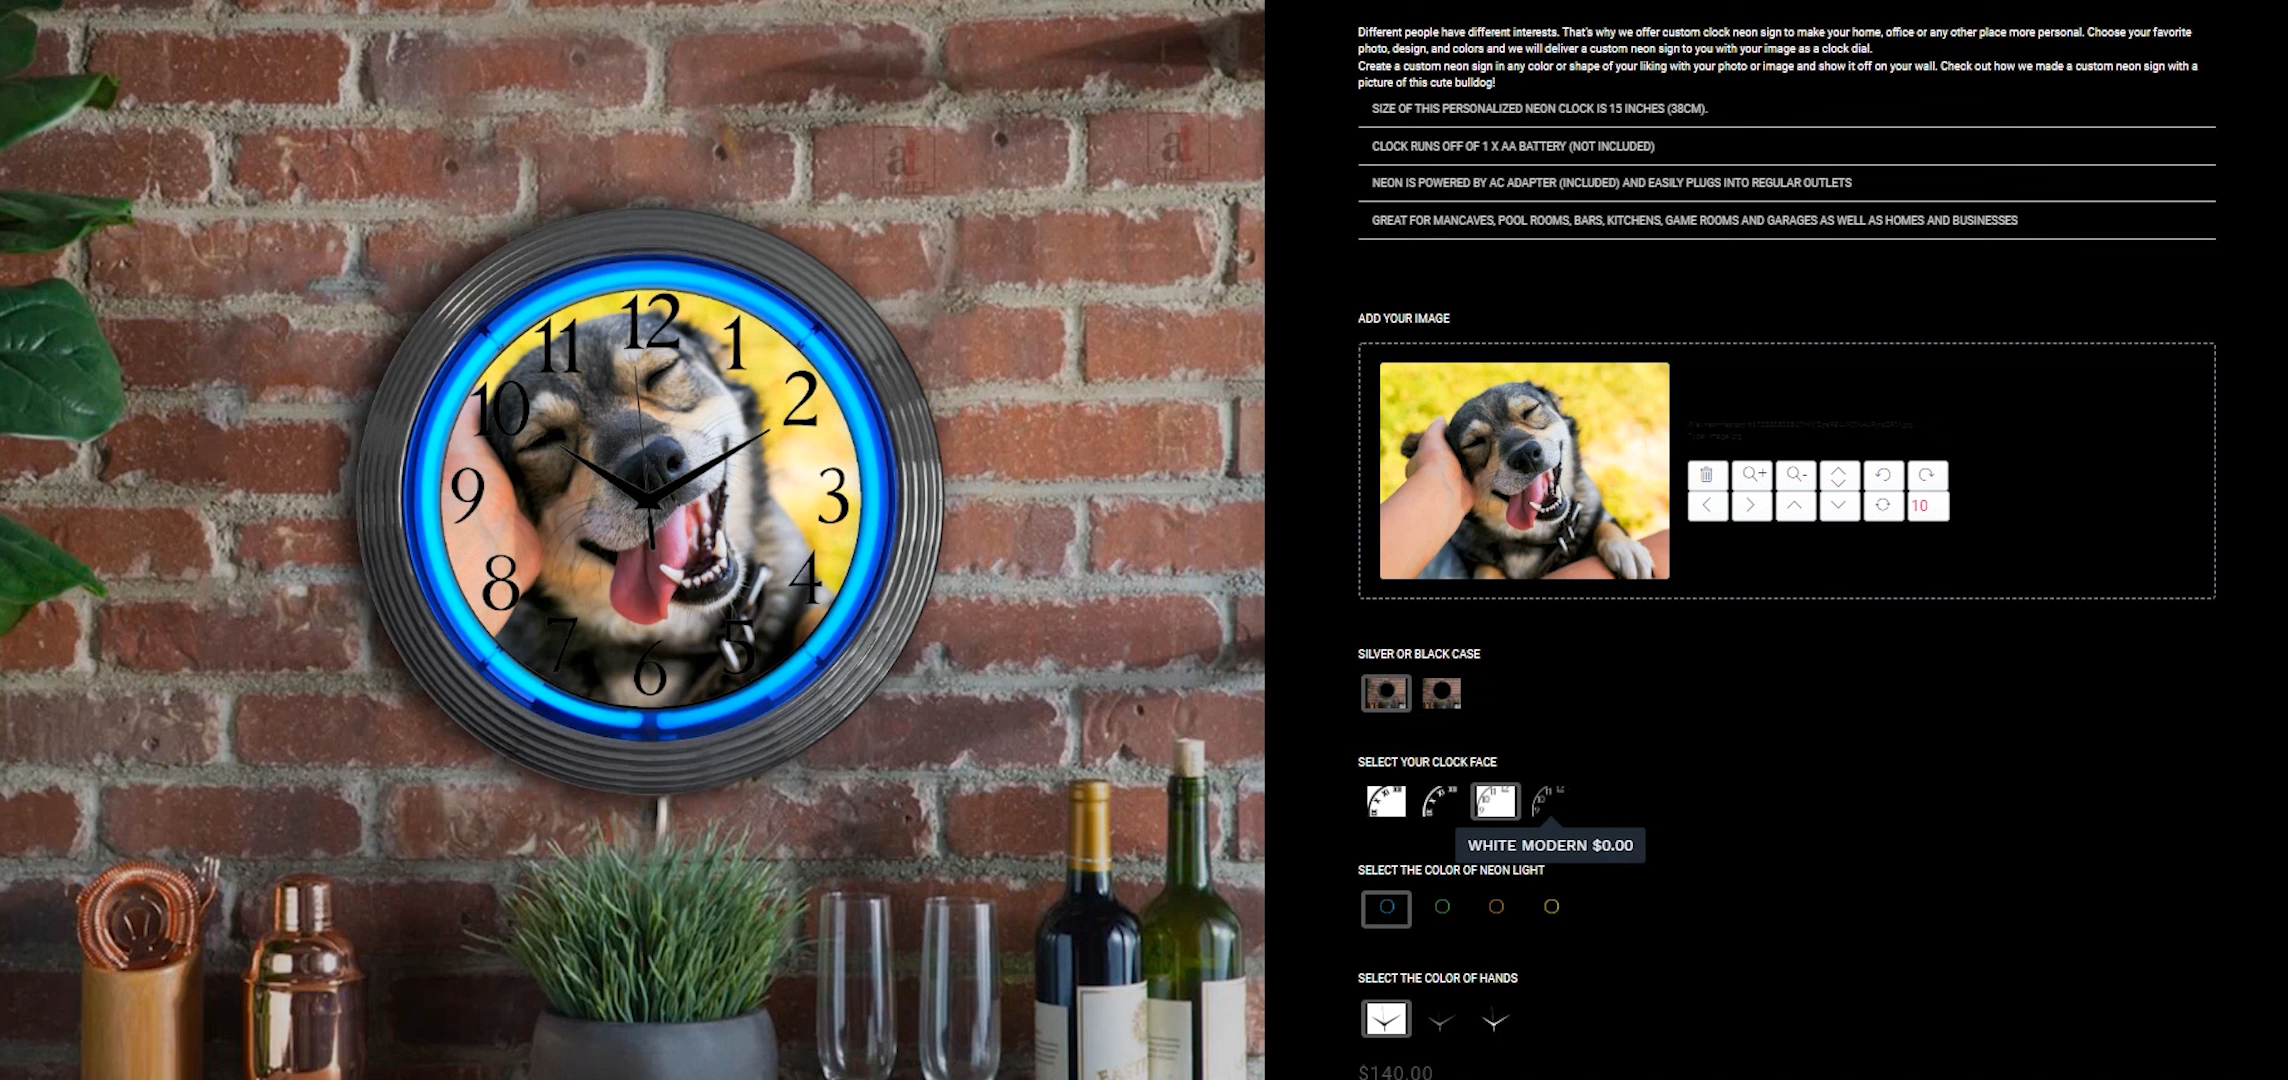 Different people have different interests. That's why we offer custom clock neon sign to make your home, office or any other place more personal. Choose your favorite
photo, design, and colors and we will deliver a custom neon sign to you with your image as a clock dial.
Create a custom neon sign in any color or shape of your liking with your photo or image and show it off on your wall. Check out how we made a custom neon sign with a
picture of this cute bulldog!
SIZE OF THIS PERSONALIZED NEON CLOCK IS 15 INCHES (38CM).
CLOCK RUNS OFF OF 1 X AA BATTERY (NOT INCLUDED)
NEON IS POWERED BY AC ADAPTER (INCLUDED) AND EASILY PLUGS INTO REGULAR OUTLETS
GREAT FOR MANCAVES, POOL ROOMS, BARS, KITCHENS, GAME ROOMS AND GARAGES AS WELL AS HOMES AND BUSINESSES
12
1
2
3
4
5
6
7
8
9
10
11
ADD YOUR IMAGE
10
SILVER OR BLACK CASE
SELECT YOUR CLOCK FACE
WHITE MODERN $0.00
SELECT THE COLOR OF NEON LIGHT
SELECT THE COLOR OF HANDS
$140.00